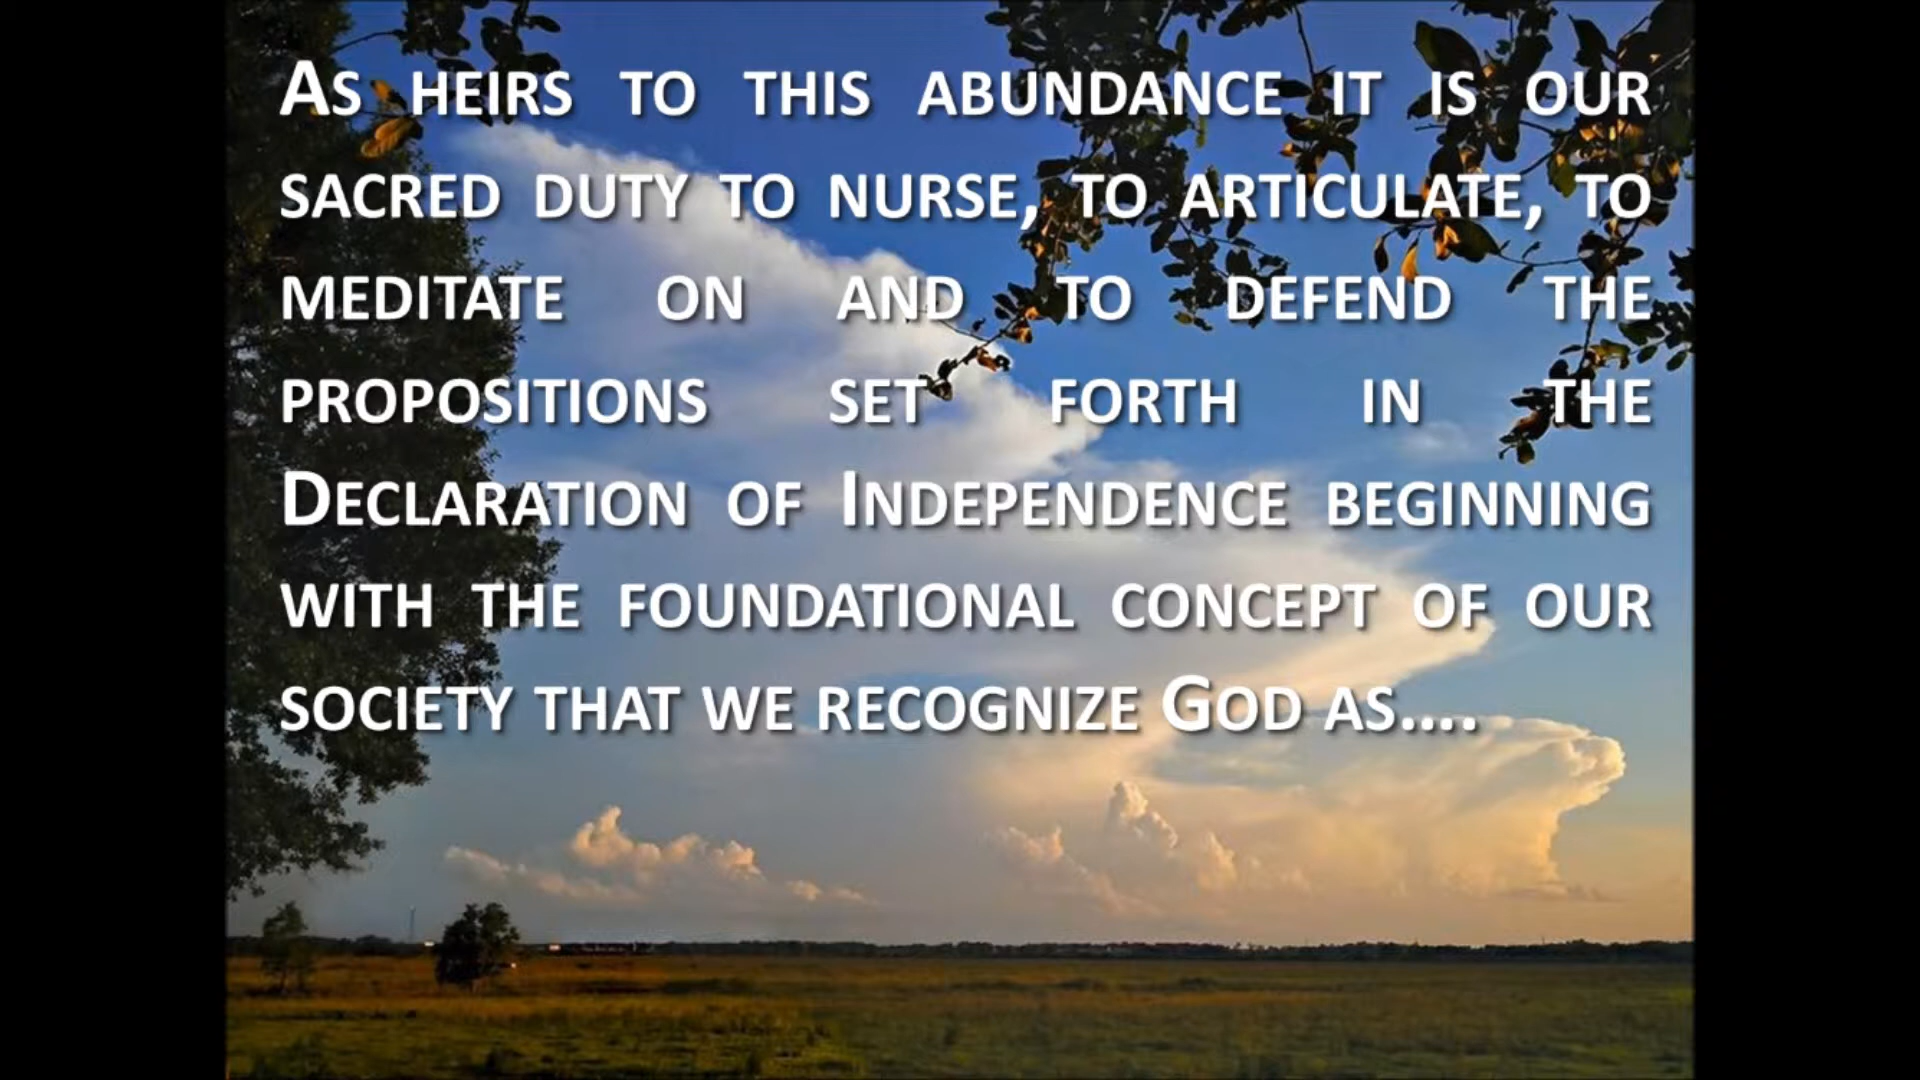 As heirs to this abundance it is our
sacred duty to nurse, to articulate, to
meditate on and to defend the
propositions set forth in the
Declaration of Independence beginning
with the foundational concept of our
society that we recognize God as....